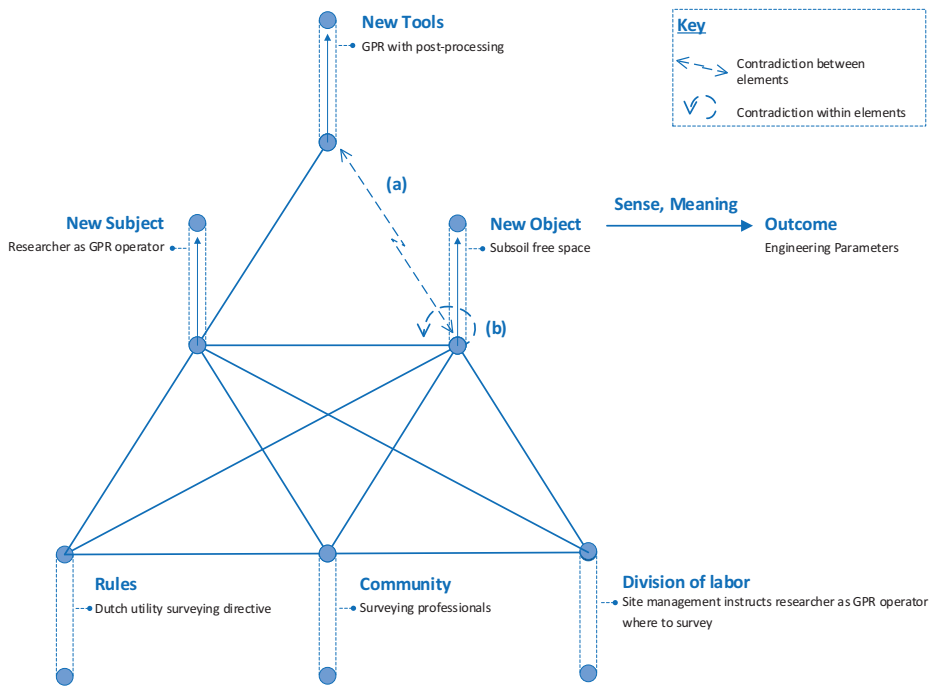 New Tools
GPR with post-processing
Key
Contradiction between
elements
Contradiction within elements
(a)
New Subject
Researcher as GPR operator
New Object
Subsoil free space
Sense, Meaning
Outcome
Engineering Parameters
(b)
Rules
Dutch utility surveying directive
Community
Surveying professionals
Division of labor
Site management instructs researcher as GPR operator
where to survey